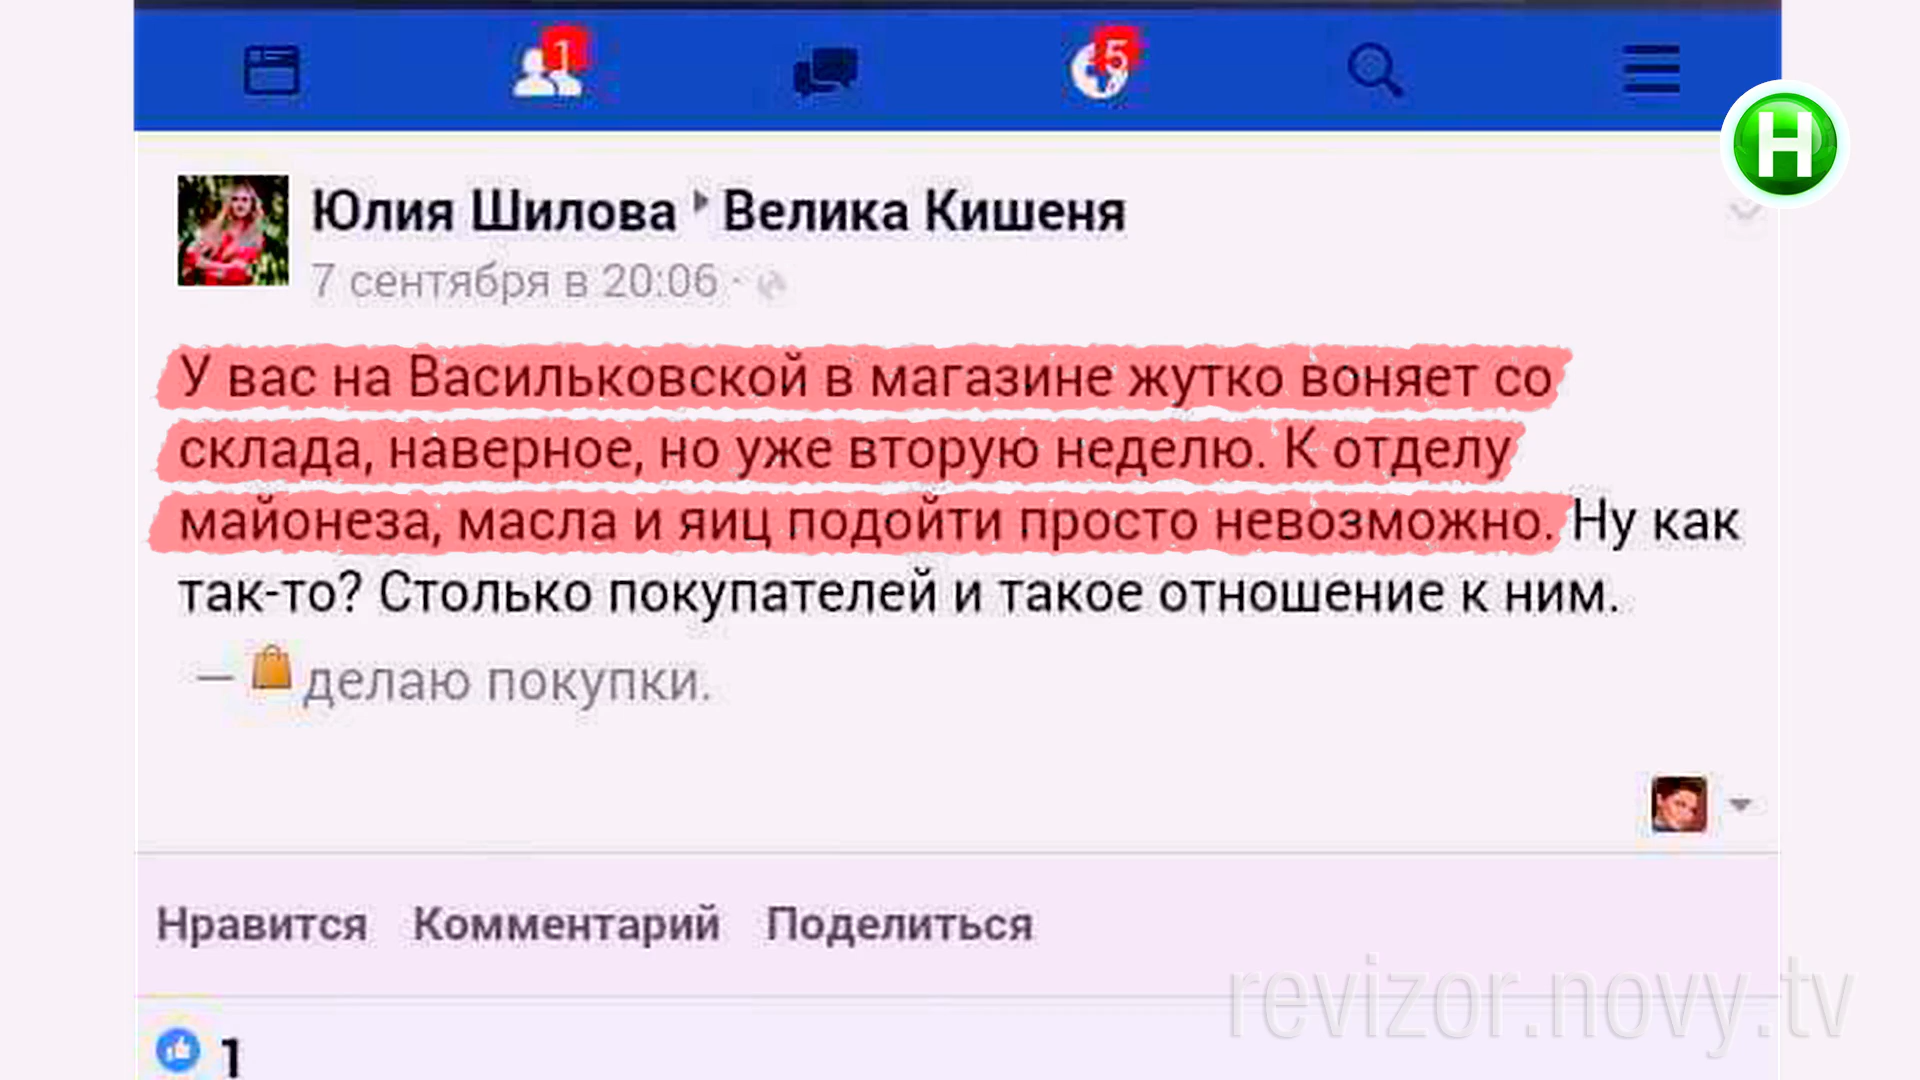 1
5
H
Юлия Шилова ▸ Велика Кишеня
7 сентября в 20:06 ·
У вас на Васильковской в магазине жутко воняет со
склада, наверное, но уже вторую неделю. К отделу
майонеза, масла и яиц подойти просто невозможно. Ну как
так-то? Столько покупателей и такое отношение к ним.
— делаю покупки.
Нравится Комментарий Поделиться
revizor.novy.tv
1